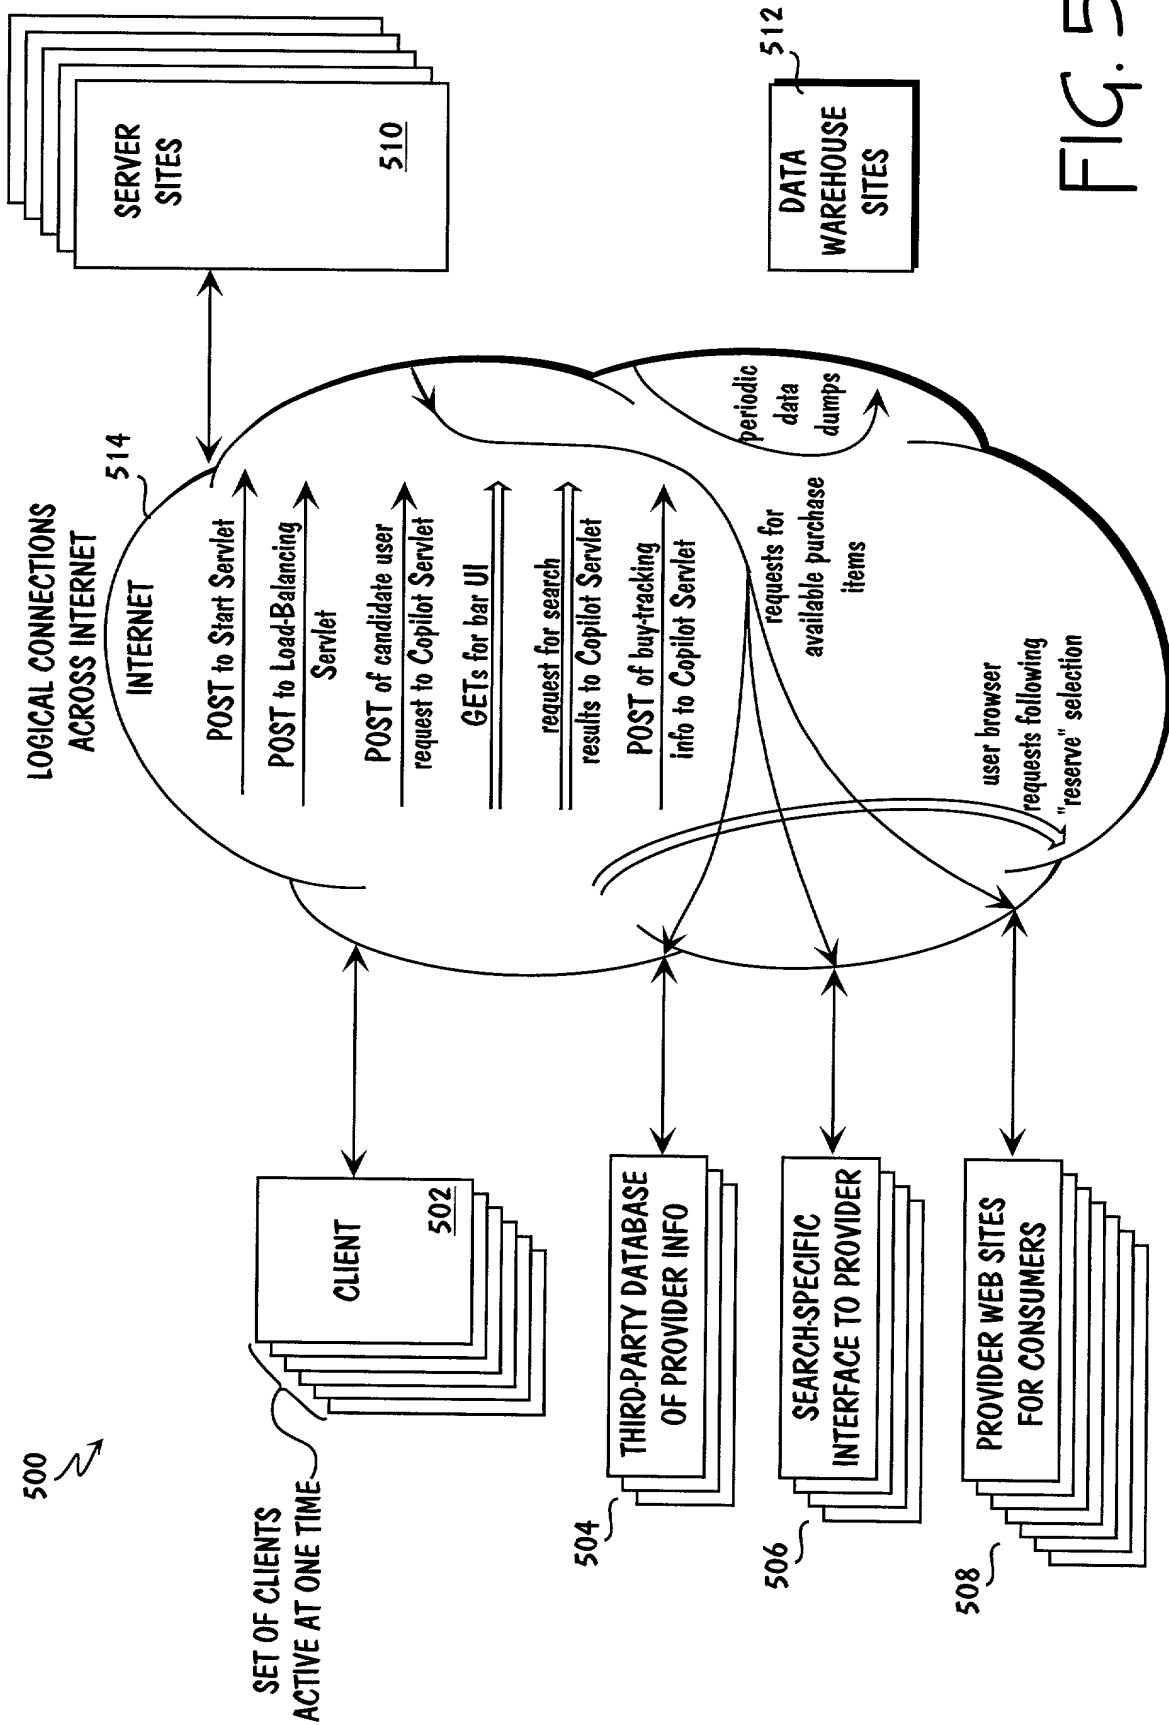 500
LOGICAL CONNECTIONS
ACROSS INTERNET
514
SET OF CLIENTS
ACTIVE AT ONE TIME
CLIENT
502
INTERNET
POST to Start Servlet
POST to Load-Balancing
Servlet
POST of candidate user
request to Copilot Servlet
GETs for bar UI
request for search
results to Copilot Servlet
POST of buy-tracking
info to Copilot Servlet
SERVER
SITES
510
504
THIRD-PARTY DATABASE
OF PROVIDER INFO
506
SEARCH-SPECIFIC
INTERFACE TO PROVIDER
508
PROVIDER WEB SITES
FOR CONSUMERS
requests for
available purchase
items
user browser
requests following
"reserve" selection
periodic
data
dumps
512
DATA
WAREHOUSE
SITES
FIG. 5